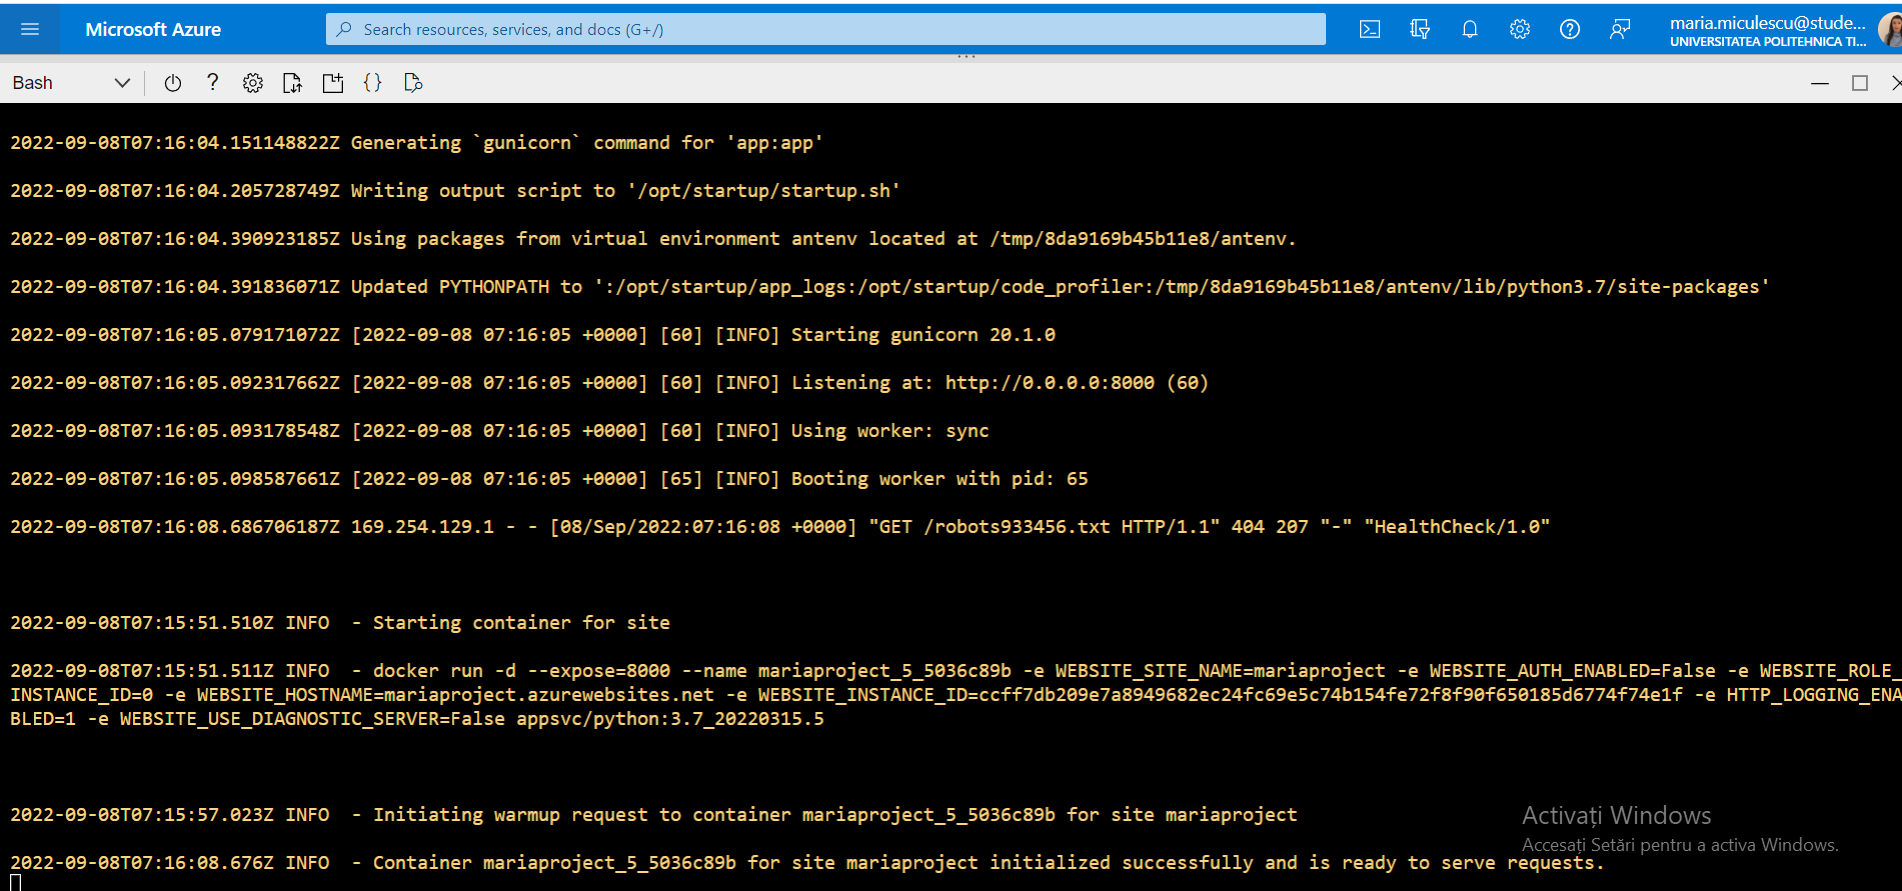 Microsoft Azure
Search resources, services, and docs (G+/)
maria.miculescu@stude...
UNIVERSITATEA POLITEHNICA TI...
Bash
2022-09-08T07:16:04.151148822Z Generating `gunicorn` command for 'app:app'
2022-09-08T07:16:04.205728749Z Writing output script to '/opt/startup/startup.sh'
2022-09-08T07:16:04.390923185Z Using packages from virtual environment antenv located at /tmp/8da9169b45b11e8/antenv.
2022-09-08T07:16:04.391836071Z Updated PYTHONPATH to ':/opt/startup/app_logs:/opt/startup/code_profiler:/tmp/8da9169b45b11e8/antenv/lib/python3.7/site-packages'
2022-09-08T07:16:05.079171072Z [2022-09-08 07:16:05 +0000] [60] [INFO] Starting gunicorn 20.1.0
2022-09-08T07:16:05.092317662Z [2022-09-08 07:16:05 +0000] [60] [INFO] Listening at: http://0.0.0.0:8000 (60)
2022-09-08T07:16:05.093178548Z [2022-09-08 07:16:05 +0000] [60] [INFO] Using worker: sync
2022-09-08T07:16:05.098587661Z [2022-09-08 07:16:05 +0000] [65] [INFO] Booting worker with pid: 65
2022-09-08T07:16:08.686706187Z 169.254.129.1 - - [08/Sep/2022:07:16:08 +0000] "GET /robots933456.txt HTTP/1.1" 404 207 "-" "HealthCheck/1.0"
2022-09-08T07:15:51.510Z INFO  - Starting container for site
2022-09-08T07:15:51.511Z INFO  - docker run -d --expose=8000 --name mariaproject_5_5036c89b -e WEBSITE_SITE_NAME=mariaproject -e WEBSITE_AUTH_ENABLED=False -e WEBSITE_ROLE_
INSTANCE_ID=0 -e WEBSITE_HOSTNAME=mariaproject.azurewebsites.net -e WEBSITE_INSTANCE_ID=ccff7db209e7a8949682ec24fc69e5c74b154fe72f8f90f650185d6774f74e1f -e HTTP_LOGGING_ENA
BLED=1 -e WEBSITE_USE_DIAGNOSTIC_SERVER=False appsvc/python:3.7_20220315.5
2022-09-08T07:15:57.023Z INFO  - Initiating warmup request to container mariaproject_5_5036c89b for site mariaproject
Activați Windows
Accesați Setări pentru a activa Windows.
2022-09-08T07:16:08.676Z INFO  - Container mariaproject_5_5036c89b for site mariaproject initialized successfully and is ready to serve requests.